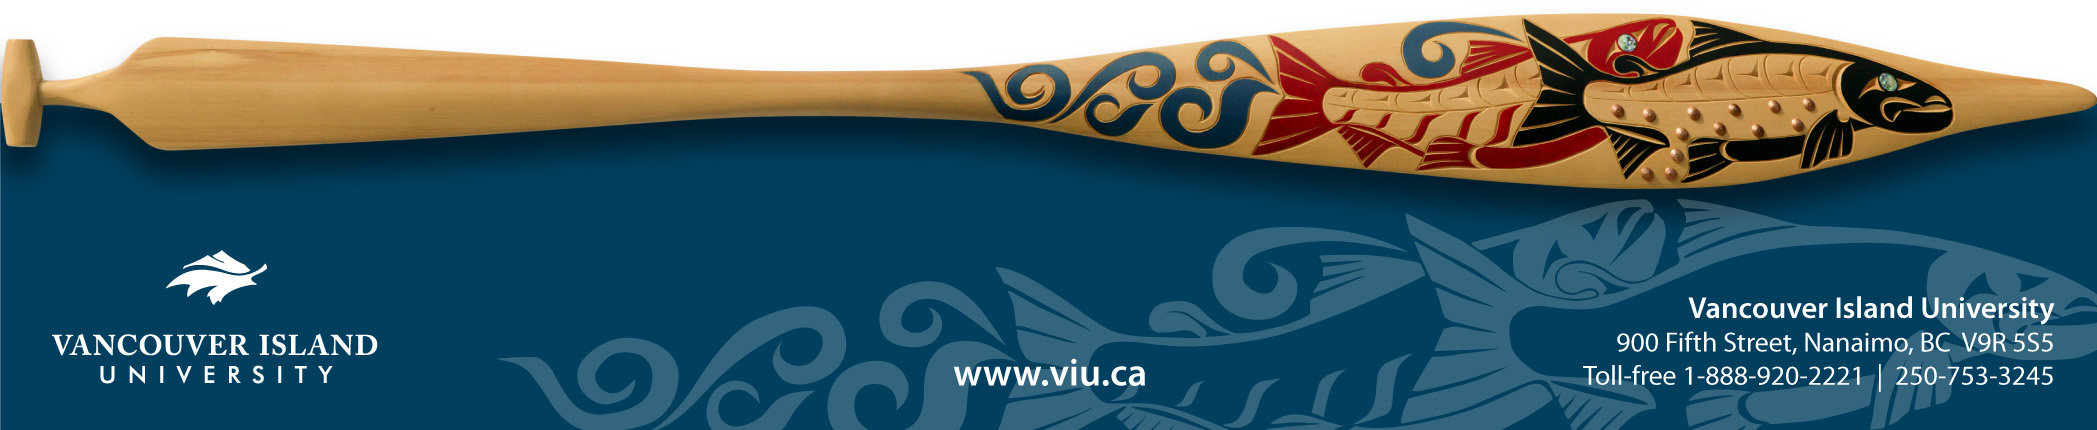 VANCOUVER ISLAND
UNIVERSITY
www.viu.ca
Vancouver Island University
900 Fifth Street, Nanaimo, BC V9R 5S5
Toll-free 1-888-920-2221 | 250-753-3245